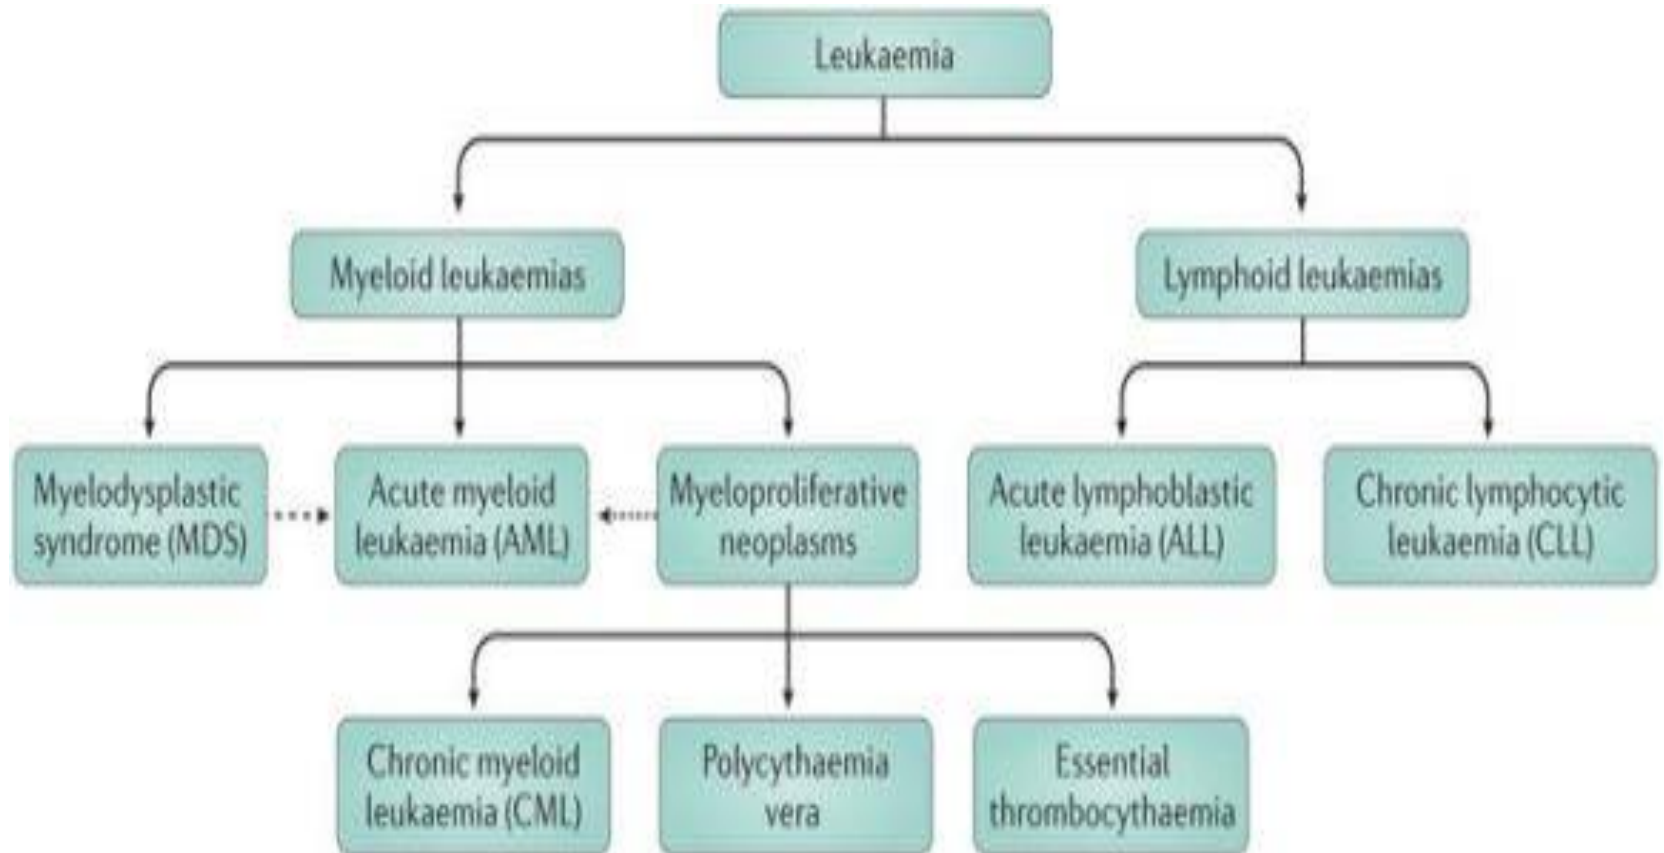 Leukaemia
Myeloid leukaemias
Lymphoid leukaemias
Myelodysplastic
syndrome (MDS)
Acute myeloid
leukaemia (AML)
Myeloproliferative
neoplasms
Acute lymphoblastic
leukaemia (ALL)
Chronic lymphocytic
leukaemia (CLL)
Chronic myeloid
leukaemia (CML)
Polycythaemia
vera
Essential
thrombocythaemia